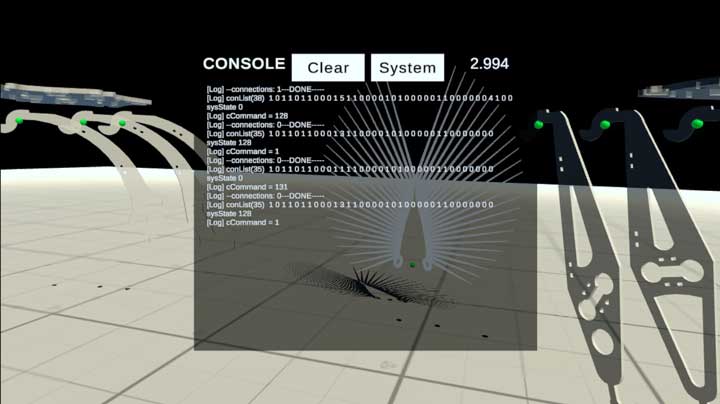 CONSOLE Clear System 2.994
[Log] --connections: 1---DONE-----
[Log] conList(38) 1 0 1 1 0 1 1 0 0 0 1 5 1 1 0 0 0 0 1 0 1 0 0 0 0 0 1 1 0 0 0 0 0 0 4 1 0 0
sysState 0
[Log] cCommand = 128
[Log] --connections: 0---DONE-----
[Log] conList(35) 1 0 1 1 0 1 1 0 0 0 1 3 1 1 0 0 0 0 1 0 1 0 0 0 0 0 1 1 0 0 0 0 0 0 0
sysState 128
[Log] cCommand = 1
[Log] --connections: 0---DONE-----
[Log] conList(35) 1 0 1 1 0 1 1 0 0 0 1 1 1 1 0 0 0 0 1 0 1 0 0 0 0 0 1 1 0 0 0 0 0 0 0
sysState 0
[Log] cCommand = 131
[Log] --connections: 0---DONE-----
[Log] conList(35) 1 0 1 1 0 1 1 0 0 0 1 3 1 1 0 0 0 0 1 0 1 0 0 0 0 0 1 1 0 0 0 0 0 0 0
sysState 128
[Log] cCommand = 1